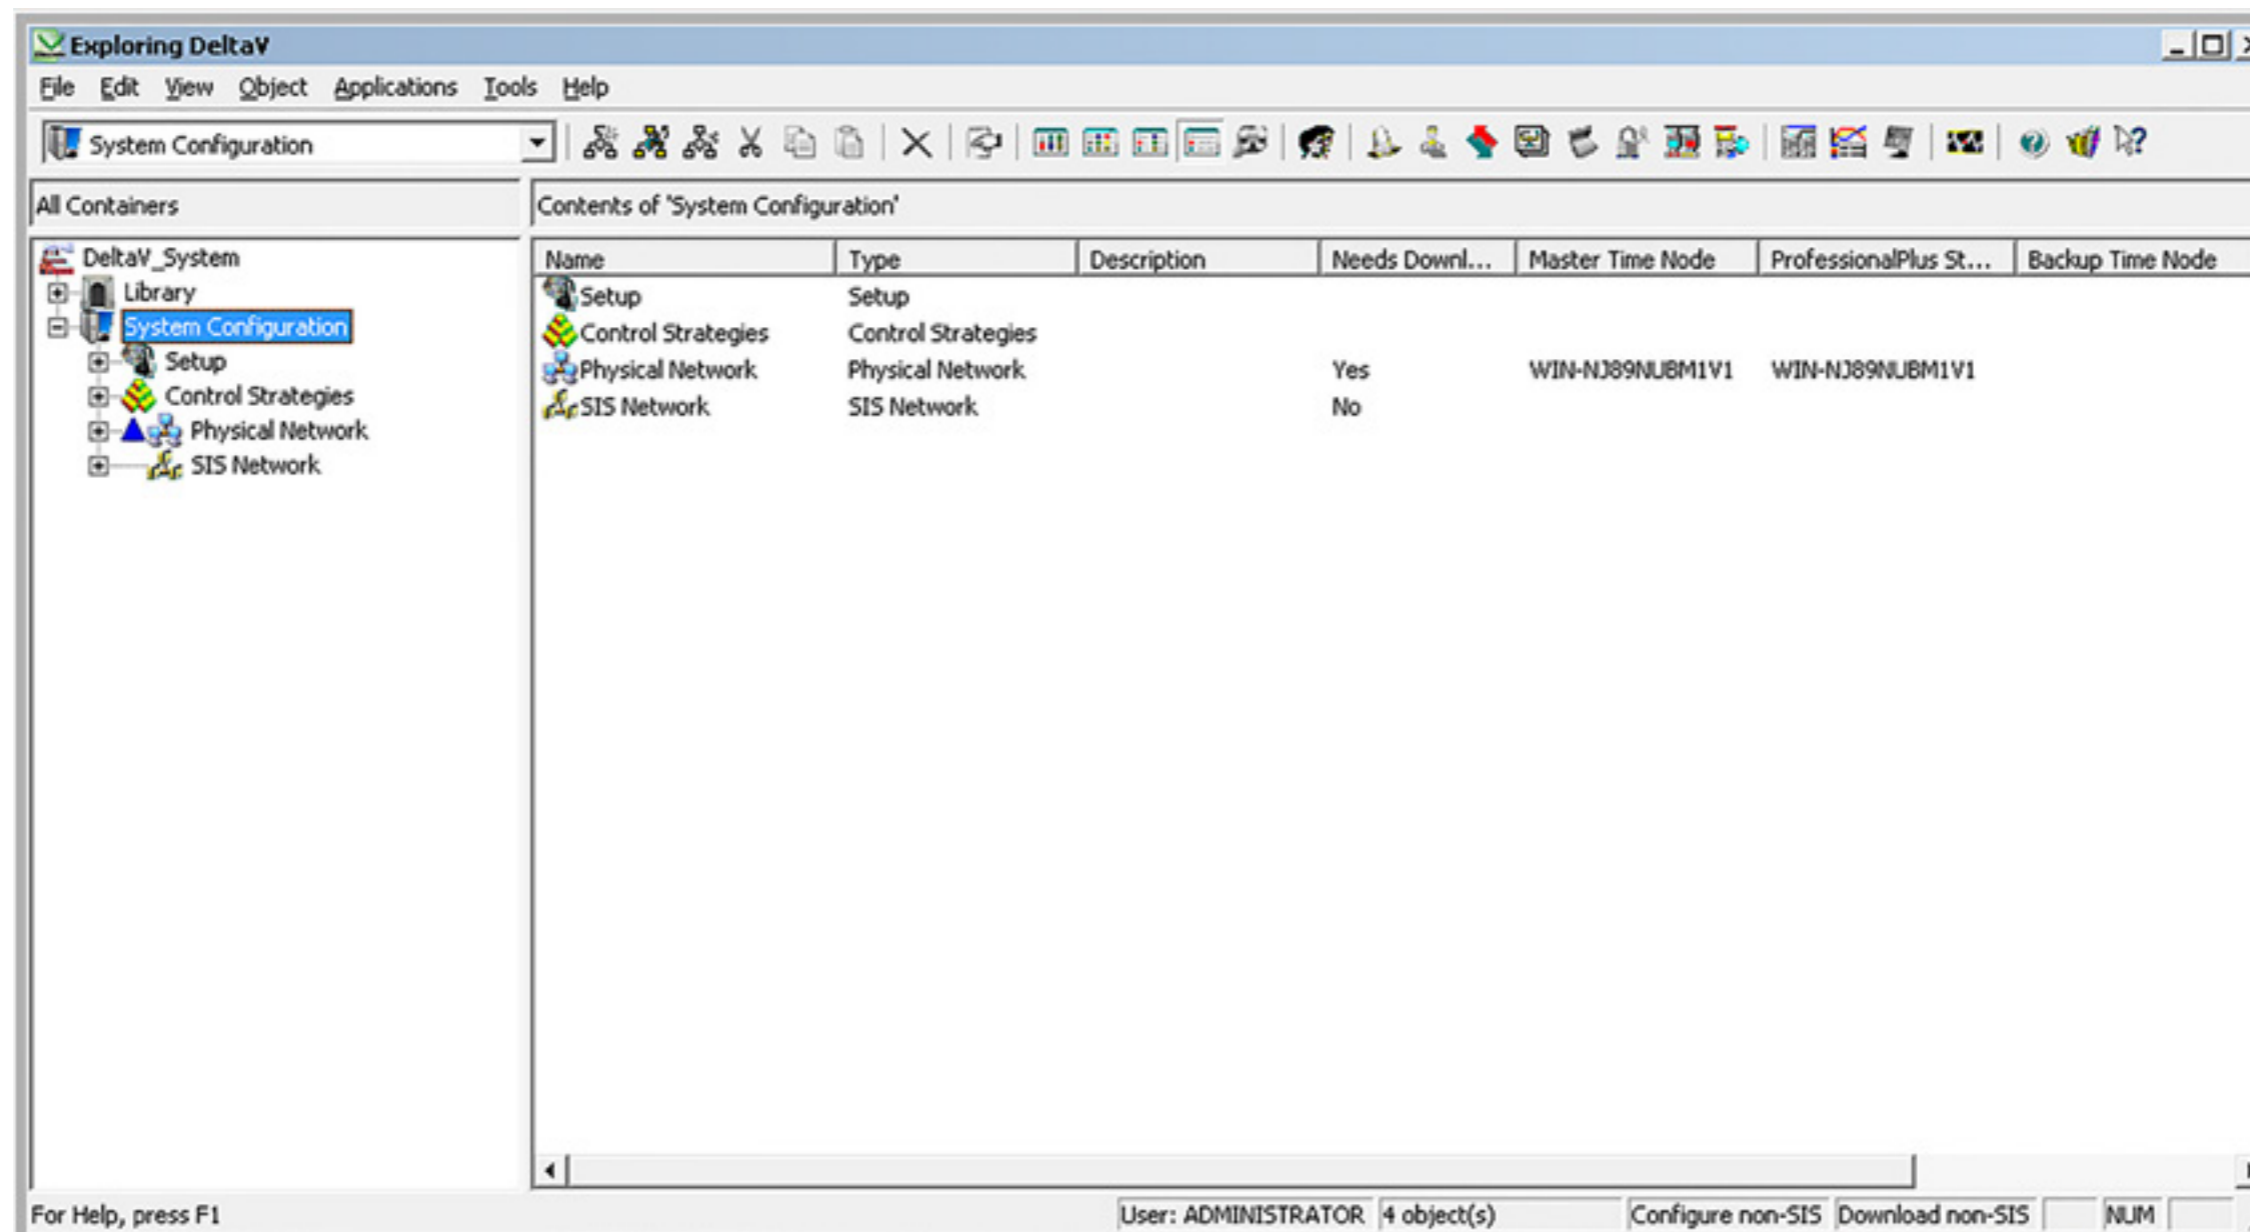 Exploring DeltaV
File Edit View Object Applications Tools Help
System Configuration
All Containers
Contents of 'System Configuration'
DeltaV_System
Library
System Configuration
Setup
Control Strategies
Physical Network
SIS Network
Name Type Description Needs Downl... Master Time Node ProfessionalPlus St... Backup Time Node
Setup Setup
Control Strategies Control Strategies
Physical Network Physical Network Yes WIN-NJ89NUBM1V1 WIN-NJ89NUBM1V1
SIS Network SIS Network No
For Help, press F1 User: ADMINISTRATOR 4 object(s) Configure non-SIS Download non-SIS NUM